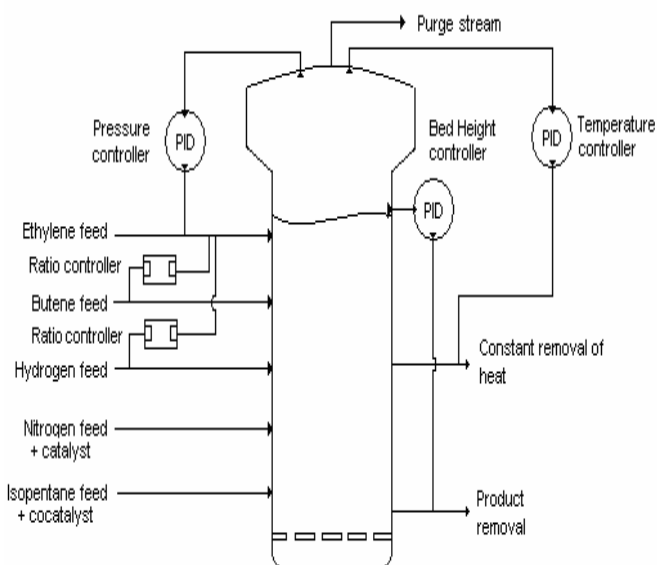 Purge stream
Pressure
controller
PID
Bed Height
controller
PID
PID
Temperature
controller
Ethylene feed
Ratio controller
Butene feed
Ratio controller
Hydrogen feed
Nitrogen feed
+ catalyst
Isopentane feed
+ cocatalyst
Constant removal of
heat
Product
removal